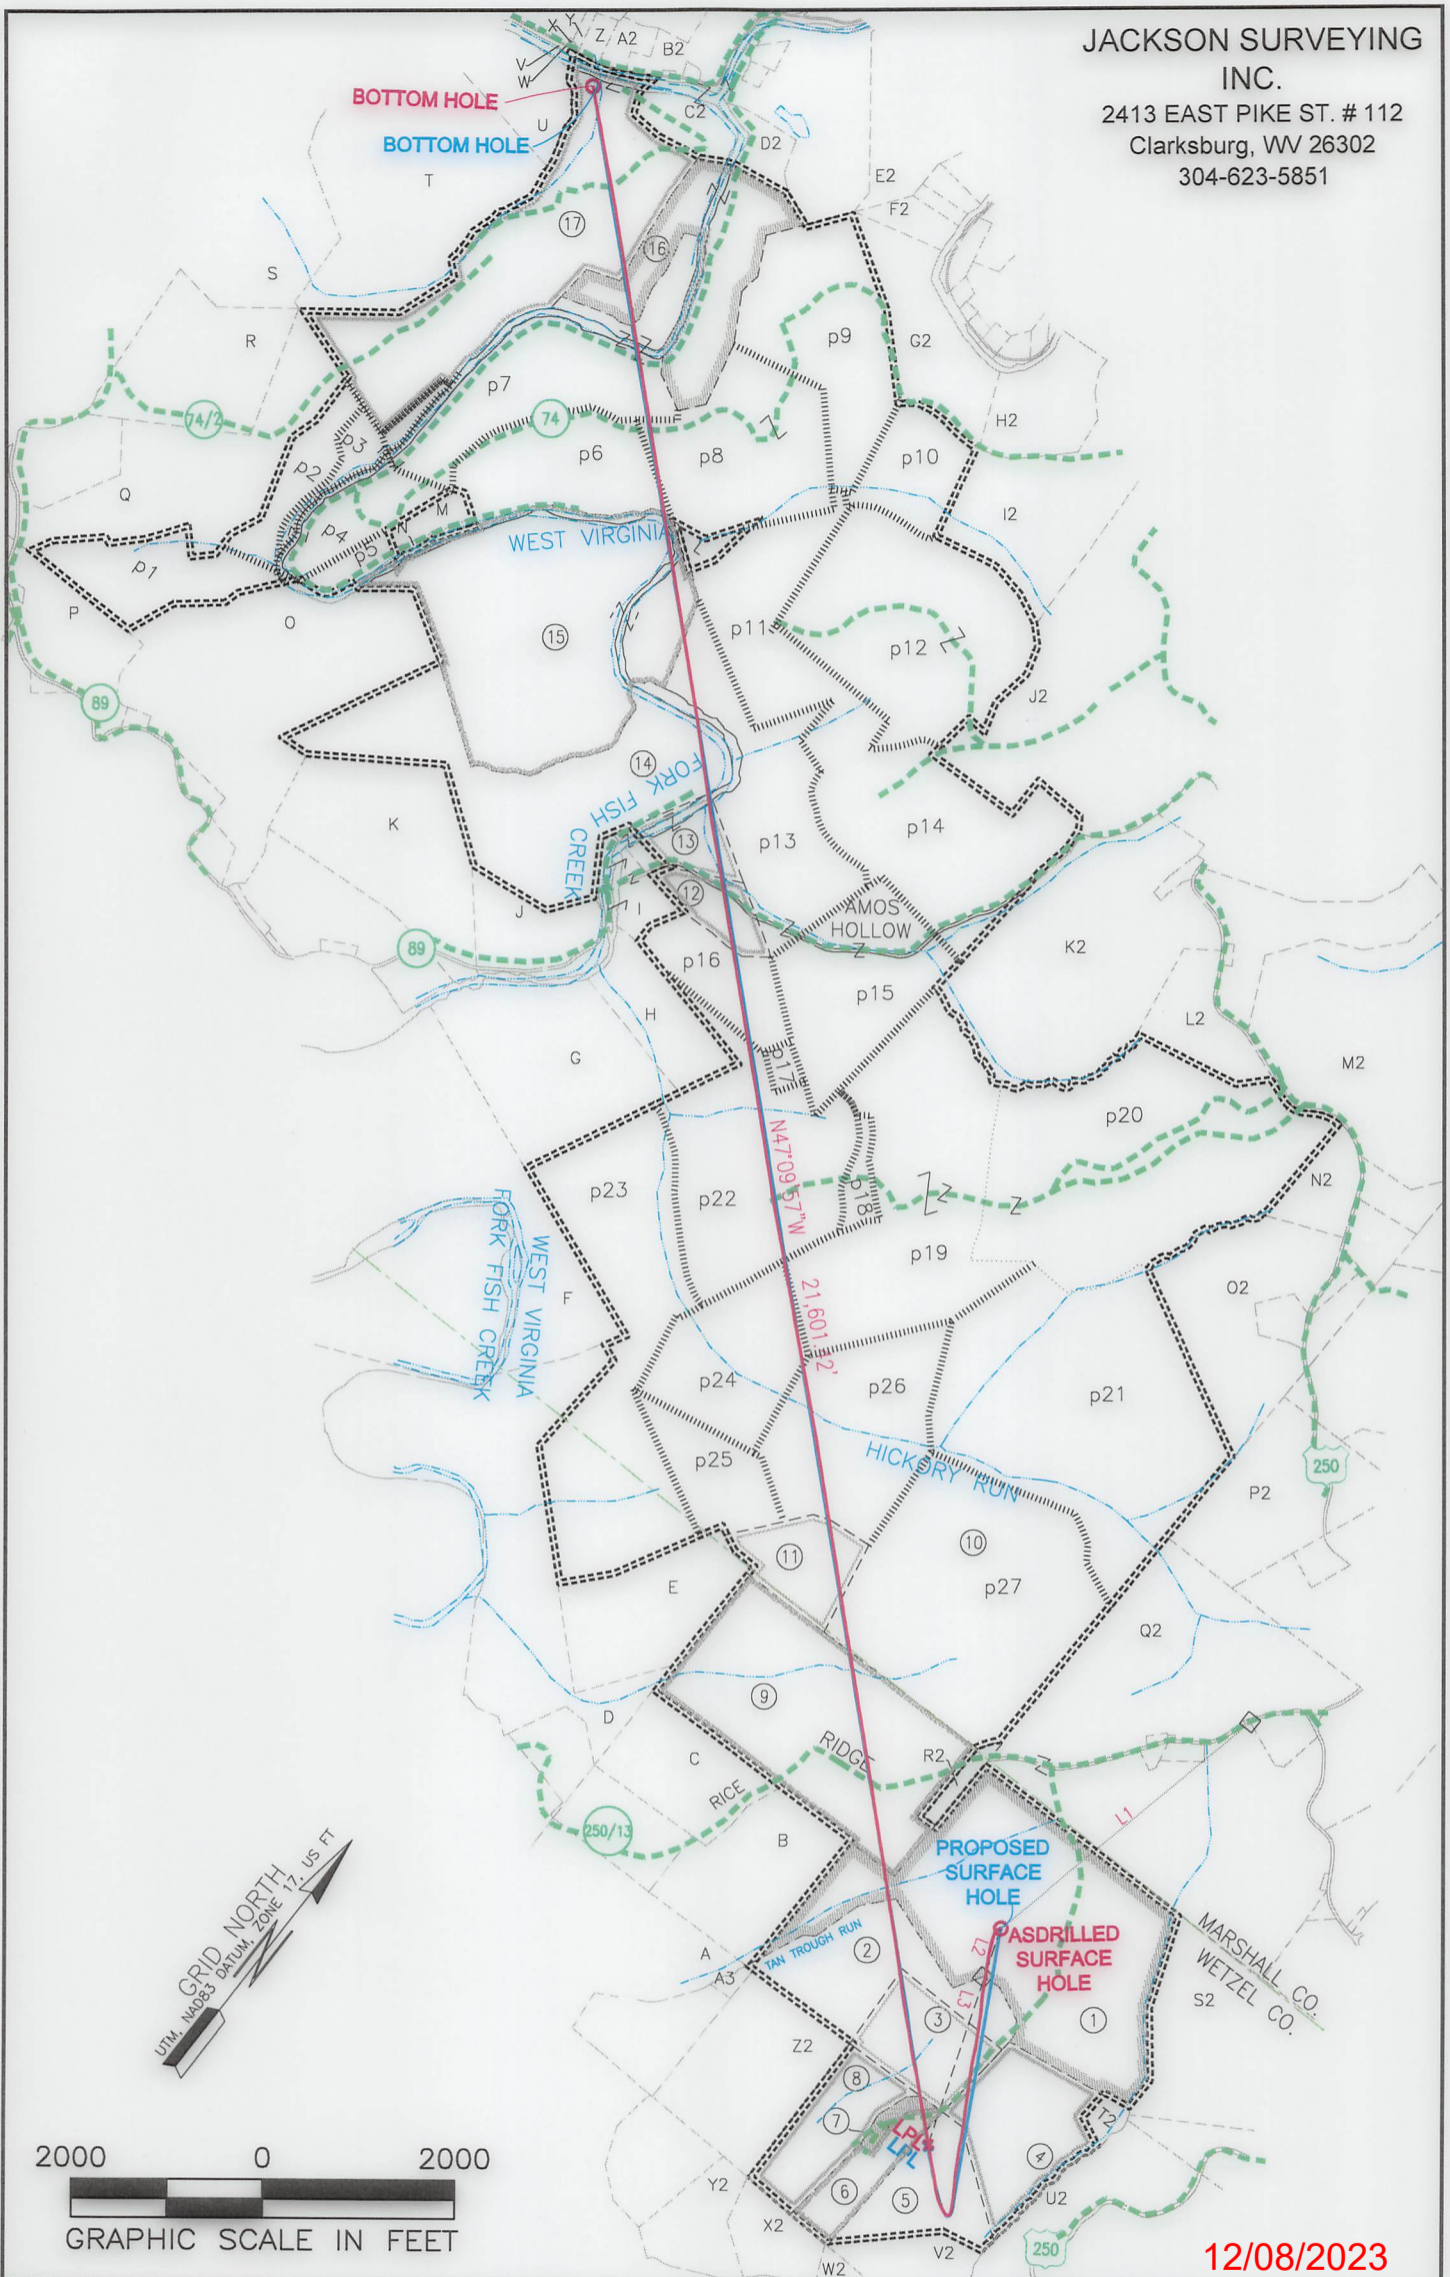 JACKSON SURVEYING
INC.
2413 EAST PIKE ST. # 112
Clarksburg, WV 26302
304-623-5851
X
Y
Z
A2
B2
V
W
BOTTOM HOLE
BOTTOM HOLE
U
C2
D2
T
E2
F2
17
16
S
R
p9
G2
p7
74/2
74
H2
p3
p2
p6
p8
p10
Q
M
N
I2
p4
p5
WEST VIRGINIA
p1
P
O
15
p11
p12
89
J2
14
FORK FISH
CREEK
K
13
p13
p14
12
J
I
AMOS
HOLLOW
89
p16
K2
p15
H
L2
G
p17
M2
p20
N47°09'57"W
p23
p22
p18
N2
WEST VIRGINIA
FORK FISH CREEK
p19
F
O2
p24
p26
p21
p25
HICKORY RUN
250
P2
11
10
E
p27
Q2
9
D
C
RIDGE
R2
RICE
L1
250/13
B
PROPOSED
SURFACE
HOLE
GRID NORTH
UTM, NAD83 DATUM, ZONE 17, US FT
N
ASDRILLED
SURFACE
HOLE
L2
MARSHALL CO.
WETZEL CO.
A
TAN TROUGH RUN
2
A3
L3
S2
3
1
Z2
8
7
T2
LPL
LPL
4
6
5
Y2
U2
X2
V2
W2
250
2000 0 2000
GRAPHIC SCALE IN FEET
12/08/2023